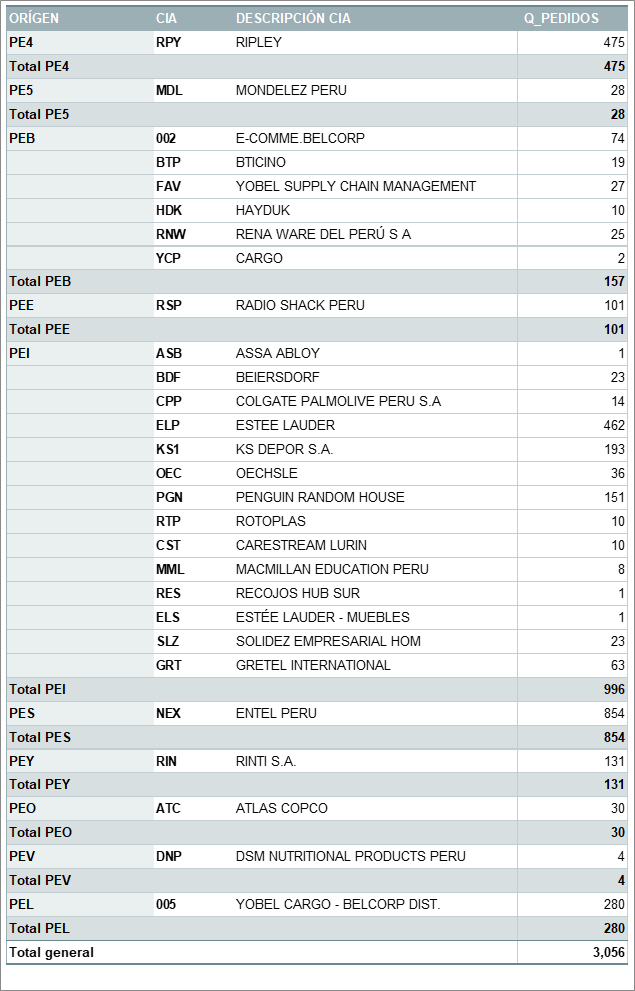 ORÍGEN CIA DESCRIPCIÓN CIA Q_PEDIDOS
PE4 RPY RIPLEY 475
Total PE4 475
PE5 MDL MONDELEZ PERU 28
Total PE5 28
PEB 002 E-COMME.BELCORP 74
BTP BTICINO 19
FAV YOBEL SUPPLY CHAIN MANAGEMENT 27
HDK HAYDUK 10
RNW RENA WARE DEL PERÚ S A 25
YCP CARGO 2
Total PEB 157
PEE RSP RADIO SHACK PERU 101
Total PEE 101
PEI ASB ASSA ABLOY 1
BDF BEIERSDORF 23
CPP COLGATE PALMOLIVE PERU S.A 14
ELP ESTEE LAUDER 462
KS1 KS DEPOR S.A. 193
OEC OECHSLE 36
PGN PENGUIN RANDOM HOUSE 151
RTP ROTOPLAS 10
CST CARESTREAM LURIN 10
MML MACMILLAN EDUCATION PERU 8
RES RECOJOS HUB SUR 1
ELS ESTÉE LAUDER - MUEBLES 1
SLZ SOLIDEZ EMPRESARIAL HOM 23
GRT GRETEL INTERNATIONAL 63
Total PEI 996
PES NEX ENTEL PERU 854
Total PES 854
PEY RIN RINTI S.A. 131
Total PEY 131
PEO ATC ATLAS COPCO 30
Total PEO 30
PEV DNP DSM NUTRITIONAL PRODUCTS PERU 4
Total PEV 4
PEL 005 YOBEL CARGO - BELCORP DIST. 280
Total PEL 280
Total general 3,056